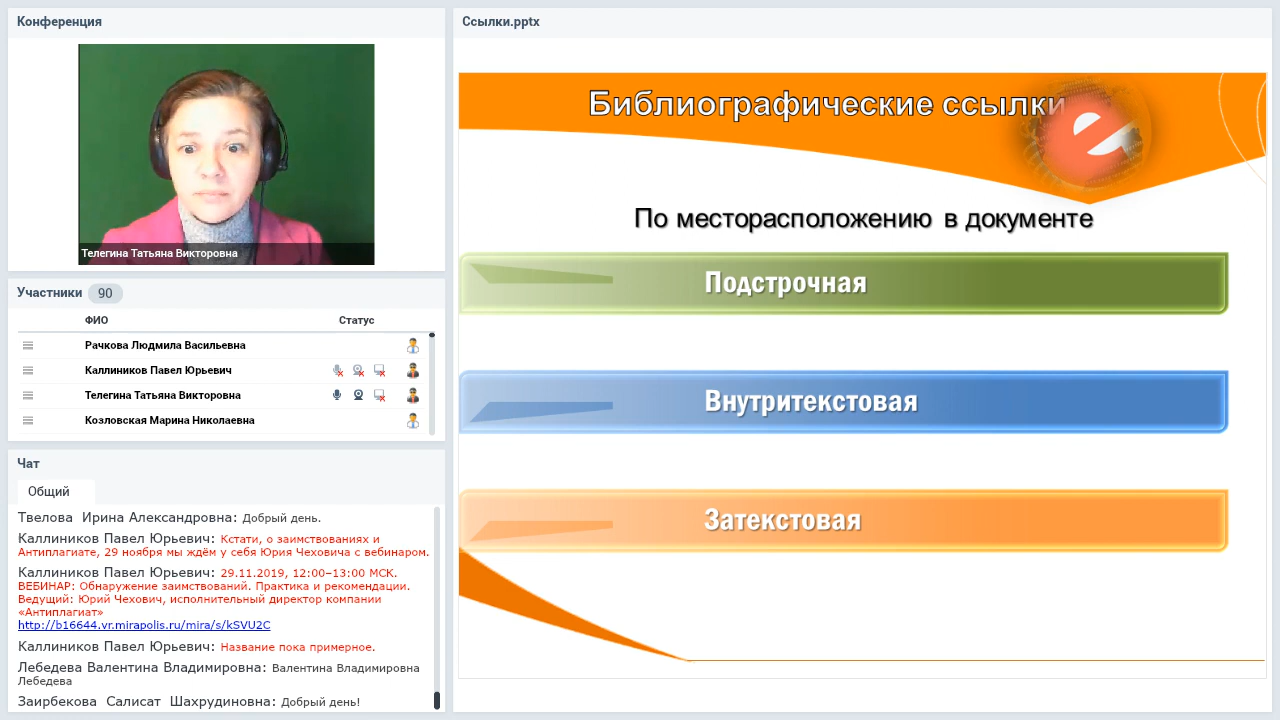 Конференция
Телегина Татьяна Викторовна
Участники 90
ФИО Статус
Рачкова Людмила Васильевна
Каллиников Павел Юрьевич
Телегина Татьяна Викторовна
Козловская Марина Николаевна
Чат
Общий
Твелова Ирина Александровна: Добрый день.
Каллиников Павел Юрьевич: Кстати, о заимствованиях и
Антиплагиате, 29 ноября мы ждём у себя Юрия Чеховича с вебинаром.
Каллиников Павел Юрьевич: 29.11.2019, 12:00–13:00 МСК.
ВЕБИНАР: Обнаружение заимствований. Практика и рекомендации.
Ведущий: Юрий Чехович, исполнительный директор компании
«Антиплагиат»
http://b16644.vr.mirapolis.ru/mira/s/kSVU2C
Каллиников Павел Юрьевич: Название пока примерное.
Лебедева Валентина Владимировна: Валентина Владимировна
Лебедева
Заирбекова Салисат Шахрудиновна: Добрый день!
Ссылки.pptx
Библиографические ссылки
По месторасположению в документе
Подстрочная
Внутритекстовая
Затекстовая